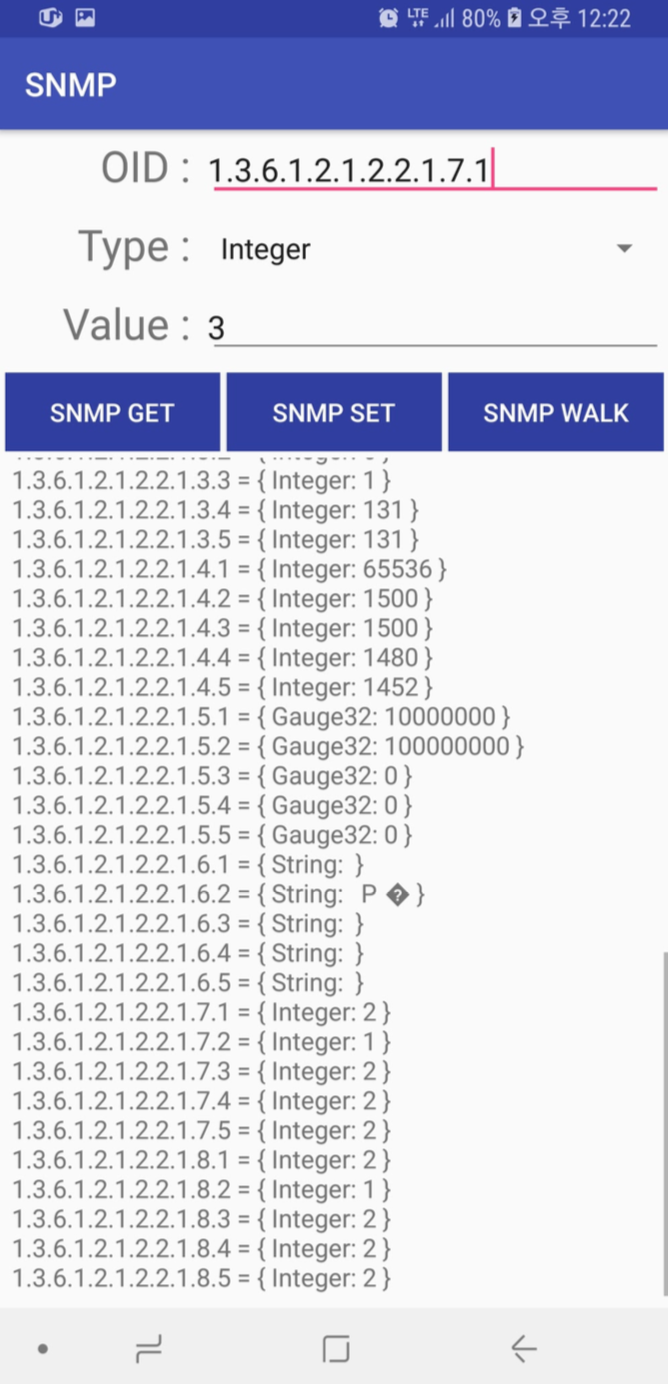 LTE 80% 오후 12:22
SNMP
OID : 1.3.6.1.2.1.2.2.1.7.1
Type : Integer
Value : 3
SNMP GET SNMP SET SNMP WALK
1.3.6.1.2.1.2.2.1.3.3 = { Integer: 1 }
1.3.6.1.2.1.2.2.1.3.4 = { Integer: 131 }
1.3.6.1.2.1.2.2.1.3.5 = { Integer: 131 }
1.3.6.1.2.1.2.2.1.4.1 = { Integer: 65536 }
1.3.6.1.2.1.2.2.1.4.2 = { Integer: 1500 }
1.3.6.1.2.1.2.2.1.4.3 = { Integer: 1500 }
1.3.6.1.2.1.2.2.1.4.4 = { Integer: 1480 }
1.3.6.1.2.1.2.2.1.4.5 = { Integer: 1452 }
1.3.6.1.2.1.2.2.1.5.1 = { Gauge32: 10000000 }
1.3.6.1.2.1.2.2.1.5.2 = { Gauge32: 100000000 }
1.3.6.1.2.1.2.2.1.5.3 = { Gauge32: 0 }
1.3.6.1.2.1.2.2.1.5.4 = { Gauge32: 0 }
1.3.6.1.2.1.2.2.1.5.5 = { Gauge32: 0 }
1.3.6.1.2.1.2.2.1.6.1 = { String: }
1.3.6.1.2.1.2.2.1.6.2 = { String: P � }
1.3.6.1.2.1.2.2.1.6.3 = { String: }
1.3.6.1.2.1.2.2.1.6.4 = { String: }
1.3.6.1.2.1.2.2.1.6.5 = { String: }
1.3.6.1.2.1.2.2.1.7.1 = { Integer: 2 }
1.3.6.1.2.1.2.2.1.7.2 = { Integer: 1 }
1.3.6.1.2.1.2.2.1.7.3 = { Integer: 2 }
1.3.6.1.2.1.2.2.1.7.4 = { Integer: 2 }
1.3.6.1.2.1.2.2.1.7.5 = { Integer: 2 }
1.3.6.1.2.1.2.2.1.8.1 = { Integer: 2 }
1.3.6.1.2.1.2.2.1.8.2 = { Integer: 1 }
1.3.6.1.2.1.2.2.1.8.3 = { Integer: 2 }
1.3.6.1.2.1.2.2.1.8.4 = { Integer: 2 }
1.3.6.1.2.1.2.2.1.8.5 = { Integer: 2 }